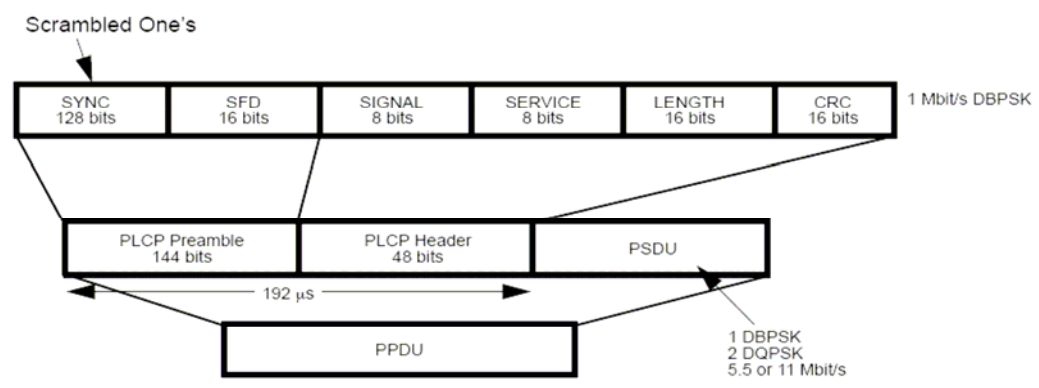 Scrambled One's
SYNC
128 bits
SFD
16 bits
SIGNAL
8 bits
SERVICE
8 bits
LENGTH
16 bits
CRC
16 bits
1 Mbit/s DBPSK
PLCP Preamble
144 bits
PLCP Header
48 bits
PSDU
192 μs
1 DBPSK
2 DQPSK
5.5 or 11 Mbit/s
PPDU